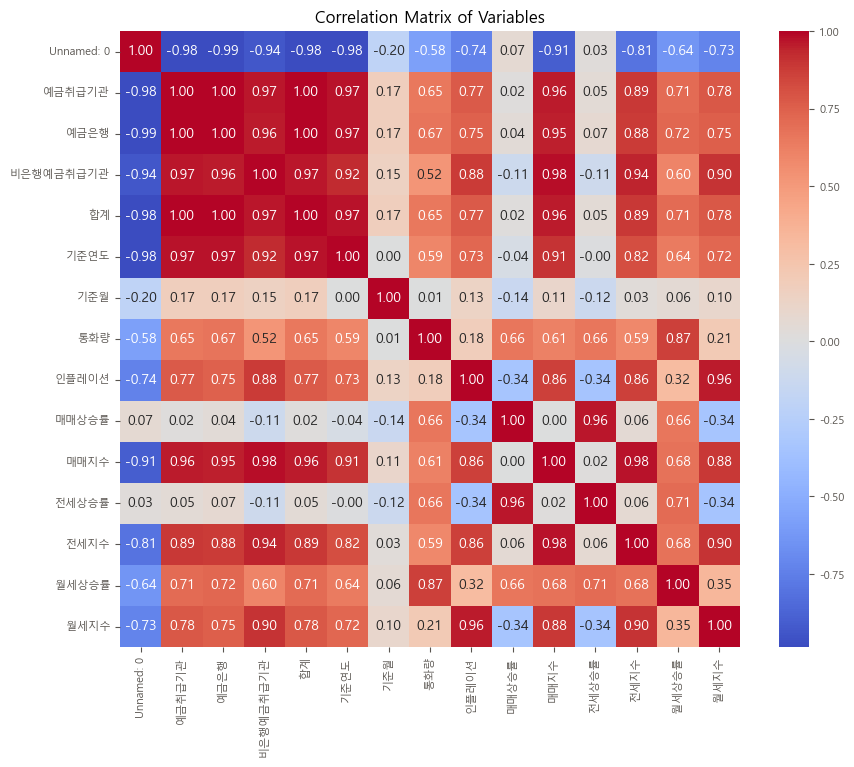 Correlation Matrix of Variables
Unnamed: 0 1.00 -0.98 -0.99 -0.94 -0.98 -0.98 -0.20 -0.58 -0.74 0.07 -0.91 0.03 -0.81 -0.64 -0.73
예금취급기관 -0.98 1.00 1.00 0.97 1.00 0.97 0.17 0.65 0.77 0.02 0.96 0.05 0.89 0.71 0.78
예금은행 -0.99 1.00 1.00 0.96 1.00 0.97 0.17 0.67 0.75 0.04 0.95 0.07 0.88 0.72 0.75
비은행예금취급기관 -0.94 0.97 0.96 1.00 0.97 0.92 0.15 0.52 0.88 -0.11 0.98 -0.11 0.94 0.60 0.90
합계 -0.98 1.00 1.00 0.97 1.00 0.97 0.17 0.65 0.77 0.02 0.96 0.05 0.89 0.71 0.78
기준연도 -0.98 0.97 0.97 0.92 0.97 1.00 0.00 0.59 0.73 -0.04 0.91 -0.00 0.82 0.64 0.72
기준월 -0.20 0.17 0.17 0.15 0.17 0.00 1.00 0.01 0.13 -0.14 0.11 -0.12 0.03 0.06 0.10
통화량 -0.58 0.65 0.67 0.52 0.65 0.59 0.01 1.00 0.18 0.66 0.61 0.66 0.59 0.87 0.21
인플레이션 -0.74 0.77 0.75 0.88 0.77 0.73 0.13 0.18 1.00 -0.34 0.86 -0.34 0.86 0.32 0.96
매매상승률 0.07 0.02 0.04 -0.11 0.02 -0.04 -0.14 0.66 -0.34 1.00 0.00 0.96 0.06 0.66 -0.34
매매지수 -0.91 0.96 0.95 0.98 0.96 0.91 0.11 0.61 0.86 0.00 1.00 0.02 0.98 0.68 0.88
전세상승률 0.03 0.05 0.07 -0.11 0.05 -0.00 -0.12 0.66 -0.34 0.96 0.02 1.00 0.06 0.71 -0.34
전세지수 -0.81 0.89 0.88 0.94 0.89 0.82 0.03 0.59 0.86 0.06 0.98 0.06 1.00 0.68 0.90
월세상승률 -0.64 0.71 0.72 0.60 0.71 0.64 0.06 0.87 0.32 0.66 0.68 0.71 0.68 1.00 0.35
월세지수 -0.73 0.78 0.75 0.90 0.78 0.72 0.10 0.21 0.96 -0.34 0.88 -0.34 0.90 0.35 1.00
Unnamed: 0
예금취급기관
예금은행
비은행예금취급기관
합계
기준연도
기준월
통화량
인플레이션
매매상승률
매매지수
전세상승률
전세지수
월세상승률
월세지수
1.00
0.75
0.50
0.25
0.00
-0.25
-0.50
-0.75